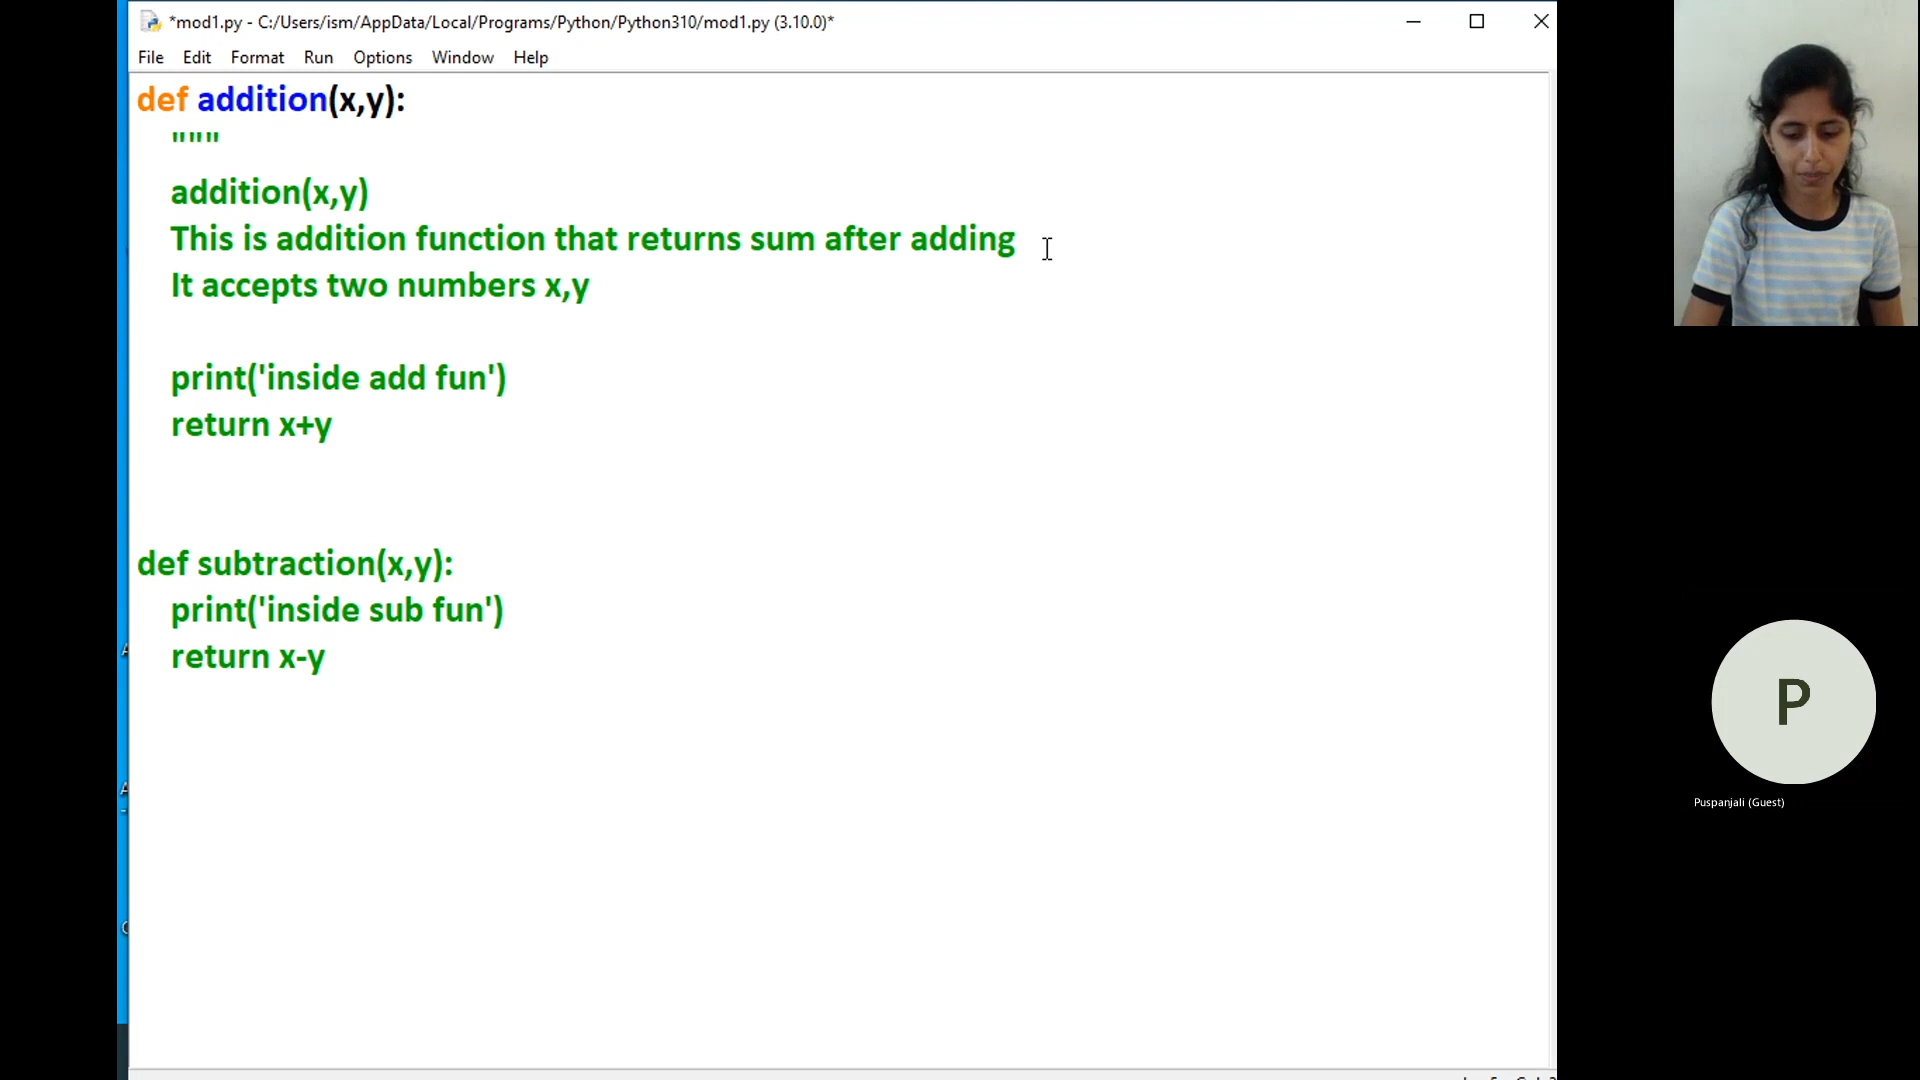 *mod1.py - C:/Users/ism/AppData/Local/Programs/Python/Python310/mod1.py (3.10.0)*
File Edit Format Run Options Window Help
def addition(x,y):
"""
addition(x,y)
This is addition function that returns sum after adding
It accepts two numbers x,y
print('inside add fun')
return x+y
def subtraction(x,y):
print('inside sub fun')
return x-y
P
Puspanjali (Guest)